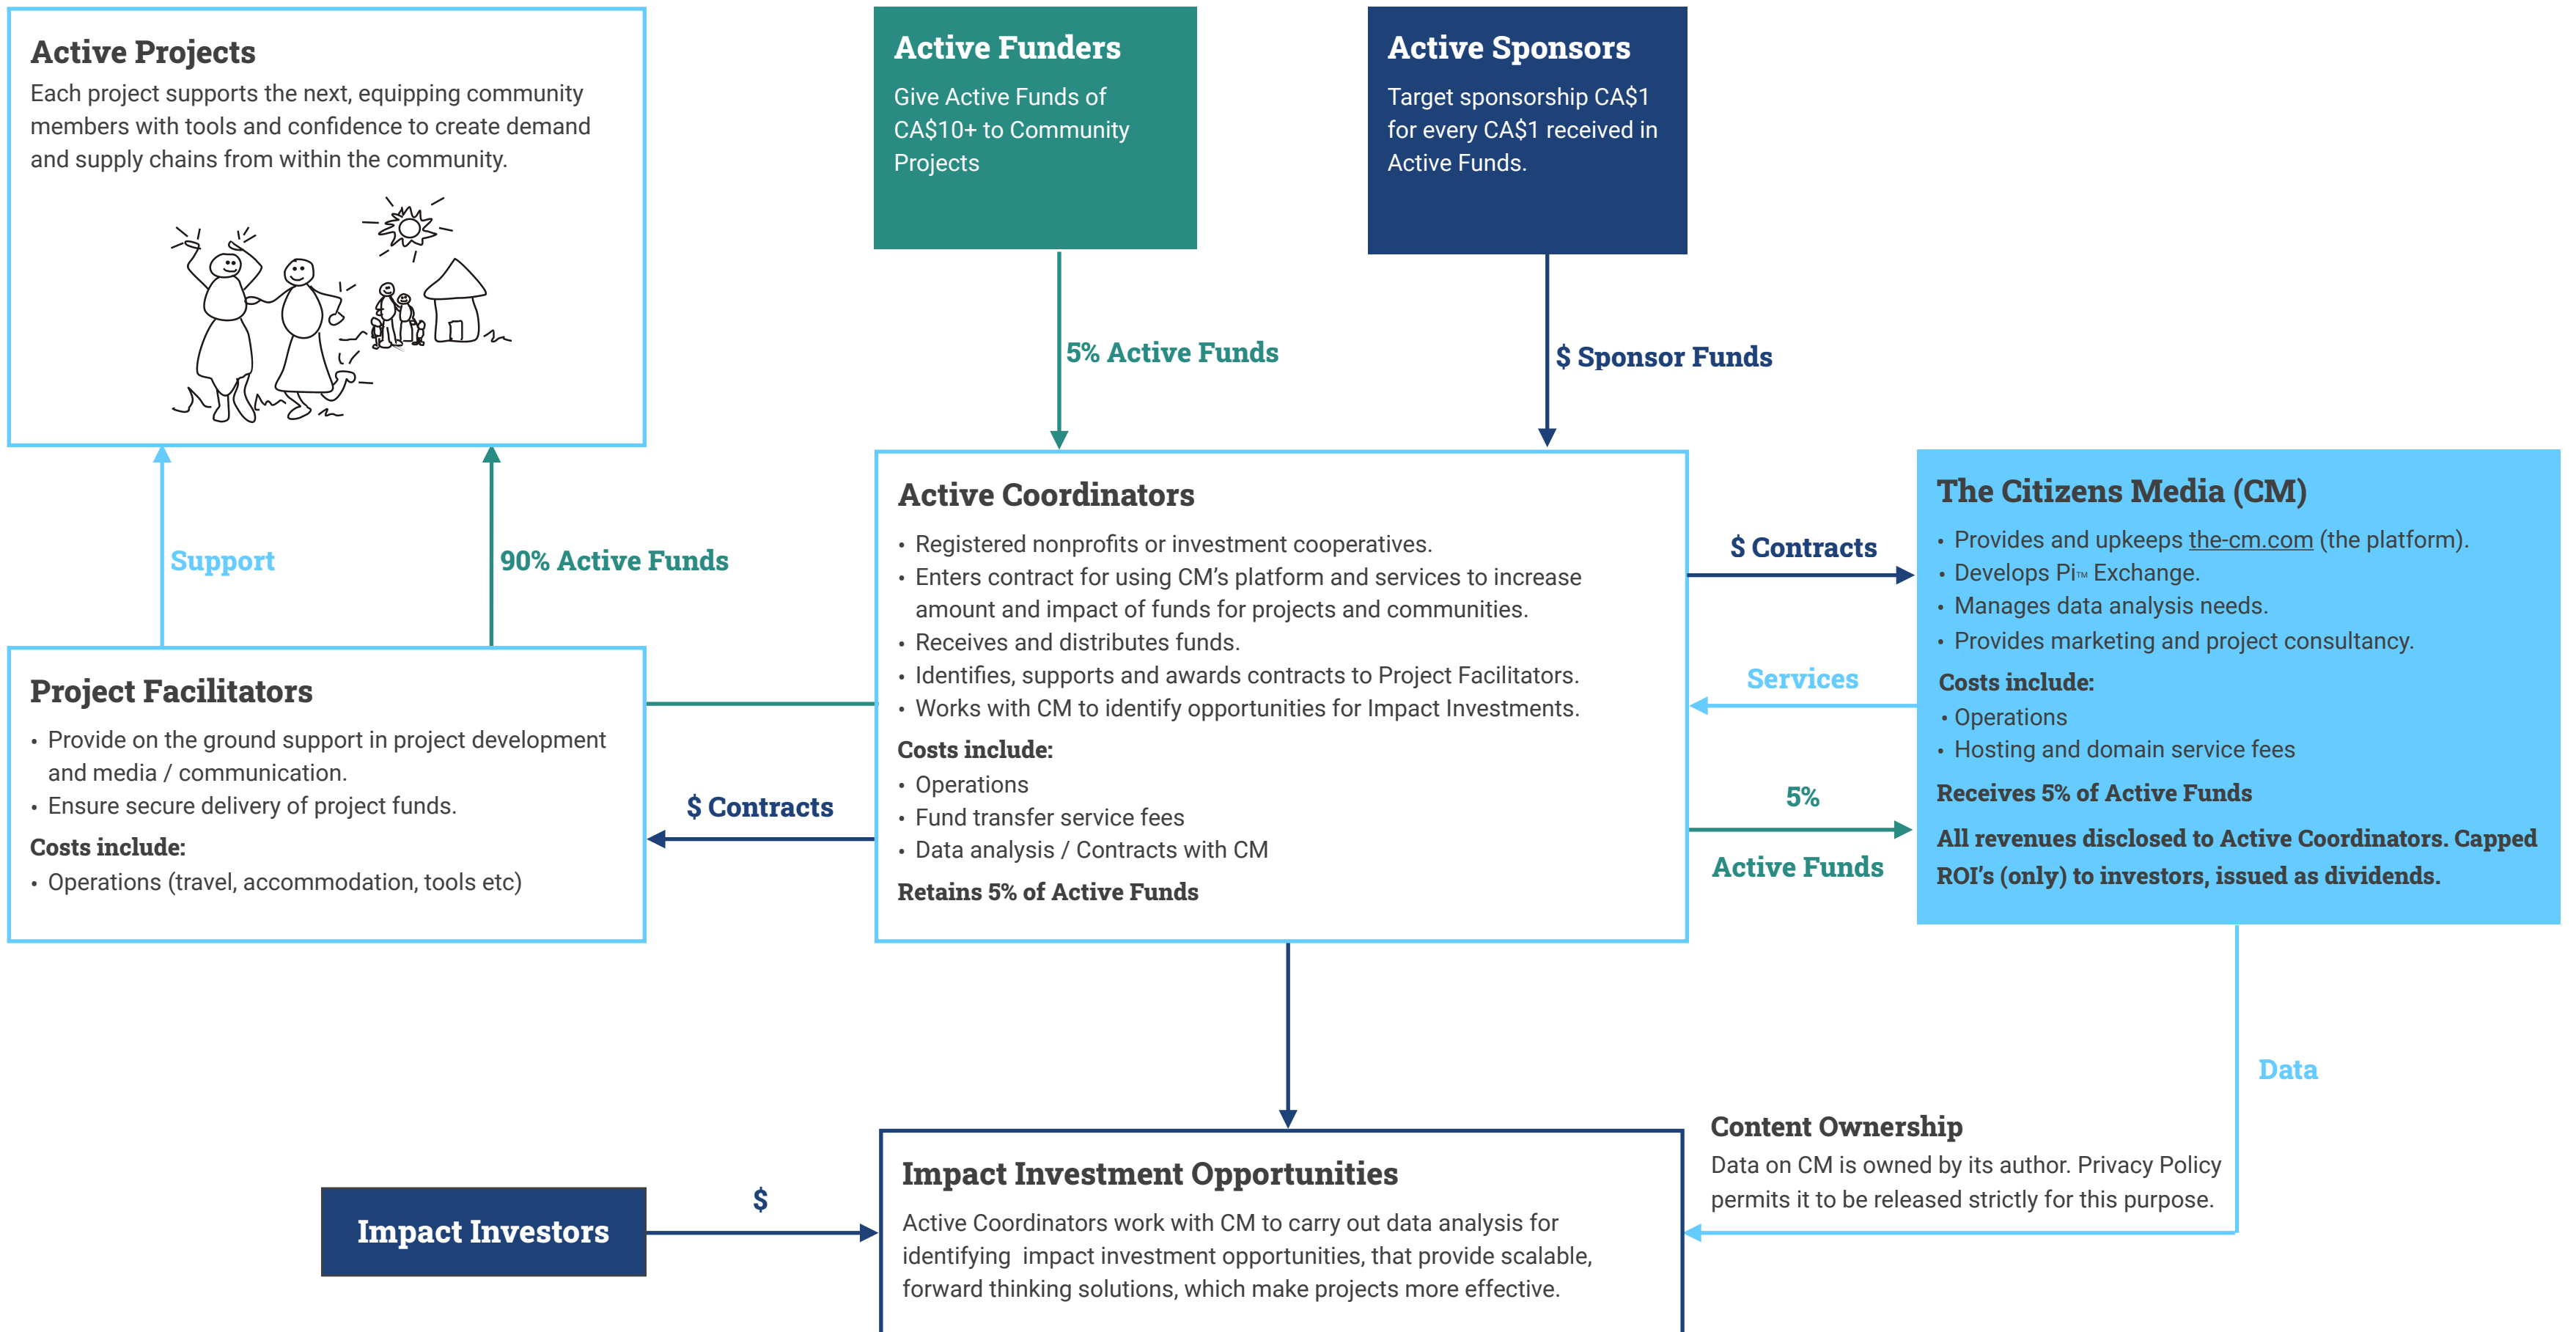 Active Projects
Each project supports the next, equipping community
members with tools and confidence to create demand
and supply chains from within the community.
Active Funders
Give Active Funds of
CA$10+ to Community
Projects
Active Sponsors
Target sponsorship CA$1
for every CA$1 received in
Active Funds.
5% Active Funds
$ Sponsor Funds
Support
90% Active Funds
Project Facilitators
• Provide on the ground support in project development
and media / communication.
• Ensure secure delivery of project funds.
Costs include:
• Operations (travel, accommodation, tools etc)
$ Contracts
Active Coordinators
• Registered nonprofits or investment cooperatives.
• Enters contract for using CM’s platform and services to increase
amount and impact of funds for projects and communities.
• Receives and distributes funds.
• Identifies, supports and awards contracts to Project Facilitators.
• Works with CM to identify opportunities for Impact Investments.
Costs include:
• Operations
• Fund transfer service fees
• Data analysis / Contracts with CM
Retains 5% of Active Funds
$ Contracts
Services
5%
Active Funds
The Citizens Media (CM)
• Provides and upkeeps the-cm.com (the platform).
• Develops Pi™ Exchange.
• Manages data analysis needs.
• Provides marketing and project consultancy.
Costs include:
• Operations
• Hosting and domain service fees
Receives 5% of Active Funds
All revenues disclosed to Active Coordinators. Capped
ROI’s (only) to investors, issued as dividends.
Data
Content Ownership
Data on CM is owned by its author. Privacy Policy
permits it to be released strictly for this purpose.
Impact Investors
$
Impact Investment Opportunities
Active Coordinators work with CM to carry out data analysis for
identifying  impact investment opportunities, that provide scalable,
forward thinking solutions, which make projects more effective.